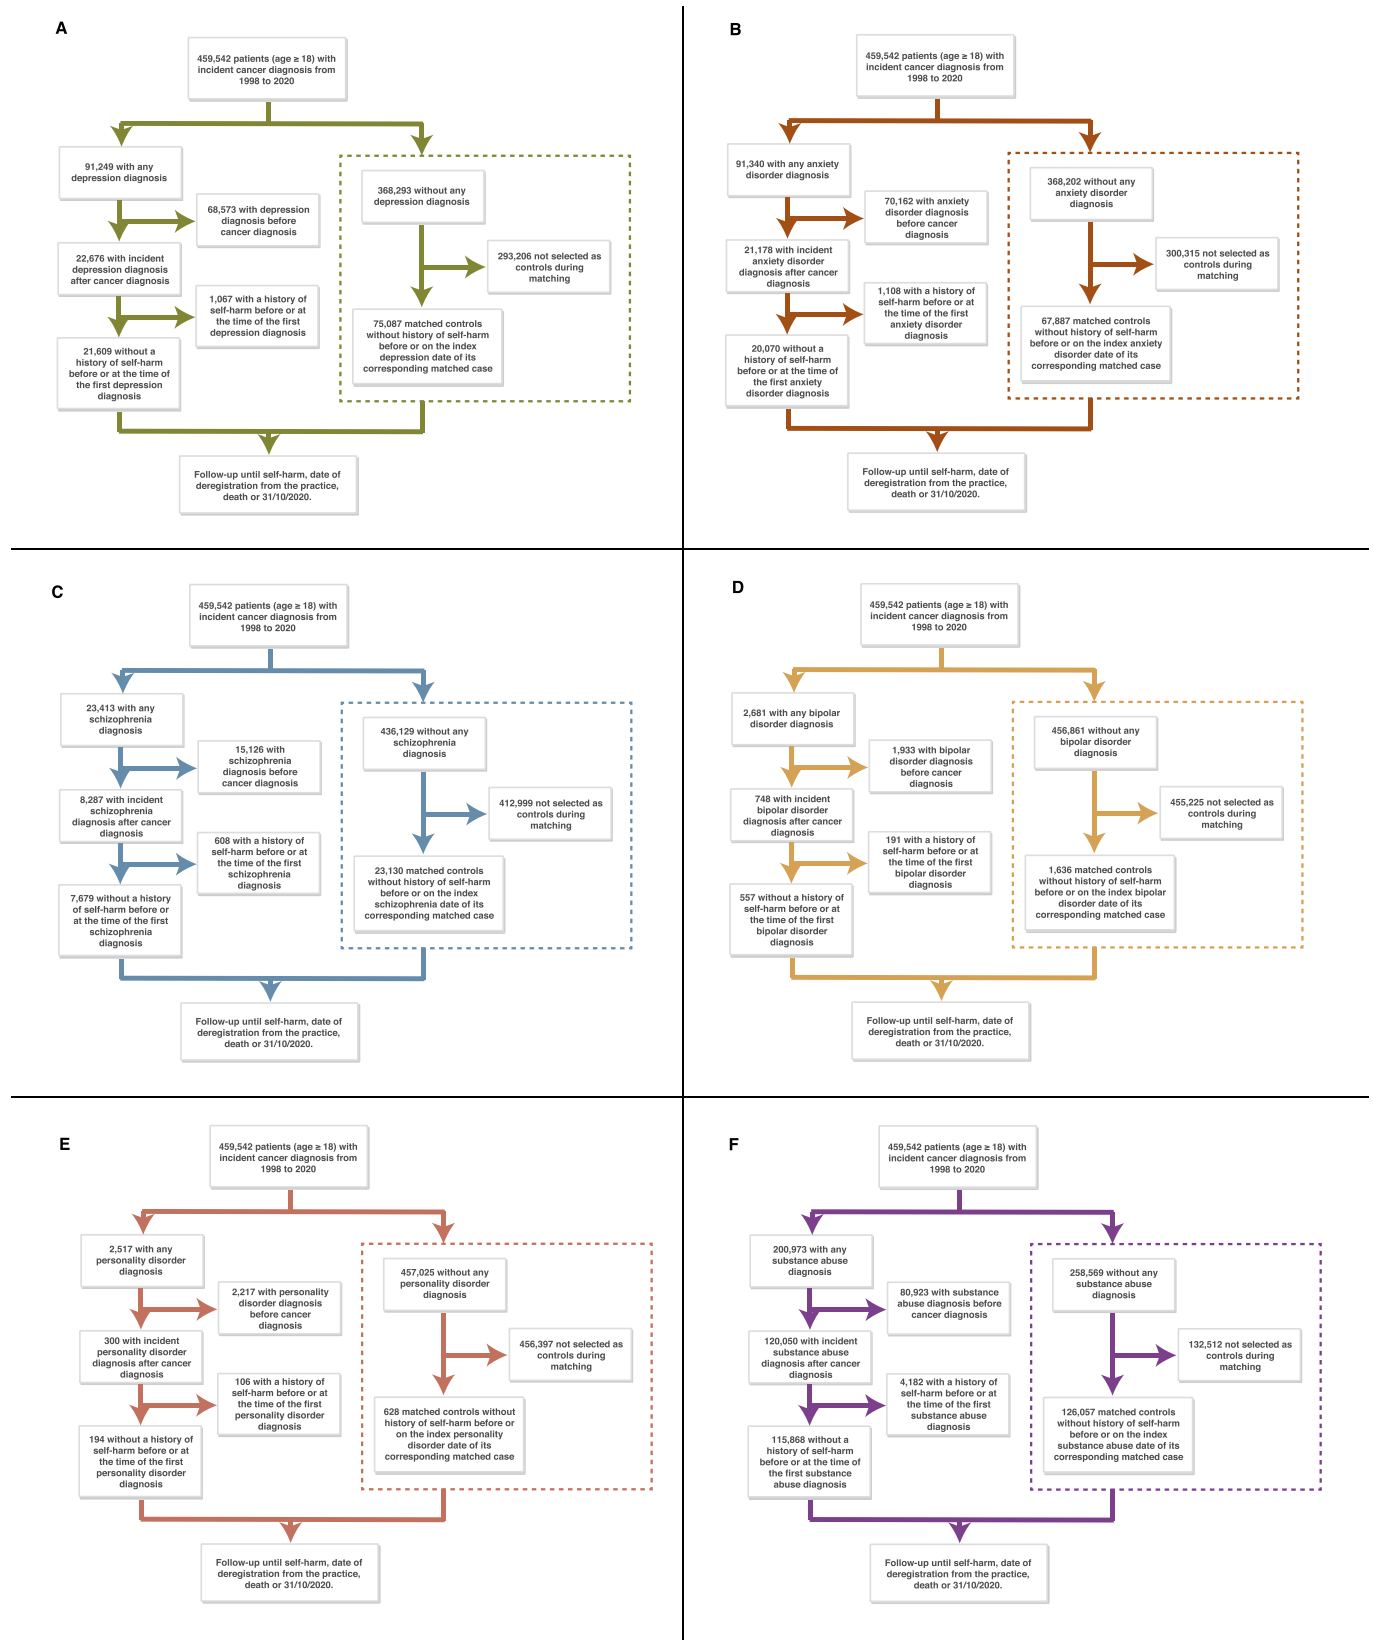 A
459,542 patients (age ≥ 18) with
incident cancer diagnosis from
1998 to 2020
91,249 with any
depression diagnosis
68,573 with depression
diagnosis before
cancer diagnosis
22,676 with incident
depression diagnosis
after cancer diagnosis
1,067 with a history of
self-harm before or at
the time of the first
depression diagnosis
21,609 without a
history of self-harm
before or at the time of
the first depression
diagnosis
368,293 without any
depression diagnosis
293,206 not selected as
controls during
matching
75,087 matched controls
without history of self-harm
before or on the index
depression date of its
corresponding matched case
Follow-up until self-harm, date of
deregistration from the practice,
death or 31/10/2020.
B
459,542 patients (age ≥ 18) with
incident cancer diagnosis from
1998 to 2020
91,340 with any anxiety
disorder diagnosis
70,162 with anxiety
disorder diagnosis
before cancer
diagnosis
21,178 with incident
anxiety disorder
diagnosis after cancer
diagnosis
1,108 with a history of
self-harm before or at
the time of the first
anxiety disorder
diagnosis
20,070 without a
history of self-harm
before or at the time of
the first anxiety
disorder diagnosis
368,202 without any
anxiety disorder
diagnosis
300,315 not selected as
controls during
matching
67,887 matched controls
without history of self-harm
before or on the index anxiety
disorder date of its
corresponding matched case
Follow-up until self-harm, date of
deregistration from the practice,
death or 31/10/2020.
C
459,542 patients (age ≥ 18) with
incident cancer diagnosis from
1998 to 2020
23,413 with any
schizophrenia
diagnosis
15,126 with
schizophrenia
diagnosis before
cancer diagnosis
8,287 with incident
schizophrenia
diagnosis after cancer
diagnosis
608 with a history of
self-harm before or at
the time of the first
schizophrenia
diagnosis
7,679 without a history
of self-harm before or
at the time of the first
schizophrenia
diagnosis
436,129 without any
schizophrenia
diagnosis
412,999 not selected as
controls during
matching
23,130 matched controls
without history of self-harm
before or on the index
schizophrenia date of its
corresponding matched case
Follow-up until self-harm, date of
deregistration from the practice,
death or 31/10/2020.
D
459,542 patients (age ≥ 18) with
incident cancer diagnosis from
1998 to 2020
2,681 with any bipolar
disorder diagnosis
1,933 with bipolar
disorder diagnosis
before cancer
diagnosis
748 with incident
bipolar disorder
diagnosis after cancer
diagnosis
191 with a history of
self-harm before or at
the time of the first
bipolar disorder
diagnosis
557 without a history of
self-harm before or at
the time of the first
bipolar disorder
diagnosis
456,861 without any
bipolar disorder
diagnosis
455,225 not selected as
controls during
matching
1,636 matched controls
without history of self-harm
before or on the index bipolar
disorder date of its
corresponding matched case
Follow-up until self-harm, date of
deregistration from the practice,
death or 31/10/2020.
E
459,542 patients (age ≥ 18) with
incident cancer diagnosis from
1998 to 2020
2,517 with any
personality disorder
diagnosis
2,217 with personality
disorder diagnosis
before cancer
diagnosis
300 with incident
personality disorder
diagnosis after cancer
diagnosis
106 with a history of
self-harm before or at
the time of the first
personality disorder
diagnosis
194 without a history of
self-harm before or at
the time of the first
personality disorder
diagnosis
457,025 without any
personality disorder
diagnosis
456,397 not selected as
controls during
matching
628 matched controls without
history of self-harm before or
on the index personality
disorder date of its
corresponding matched case
Follow-up until self-harm, date of
deregistration from the practice,
death or 31/10/2020.
F
459,542 patients (age ≥ 18) with
incident cancer diagnosis from
1998 to 2020
200,973 with any
substance abuse
diagnosis
80,923 with substance
abuse diagnosis before
cancer diagnosis
120,050 with incident
substance abuse
diagnosis after cancer
diagnosis
4,182 with a history of
self-harm before or at
the time of the first
substance abuse
diagnosis
115,868 without a
history of self-harm
before or at the time of
the first substance
abuse diagnosis
258,569 without any
substance abuse
diagnosis
132,512 not selected as
controls during
matching
126,057 matched controls
without history of self-harm
before or on the index
substance abuse date of its
corresponding matched case
Follow-up until self-harm, date of
deregistration from the practice,
death or 31/10/2020.